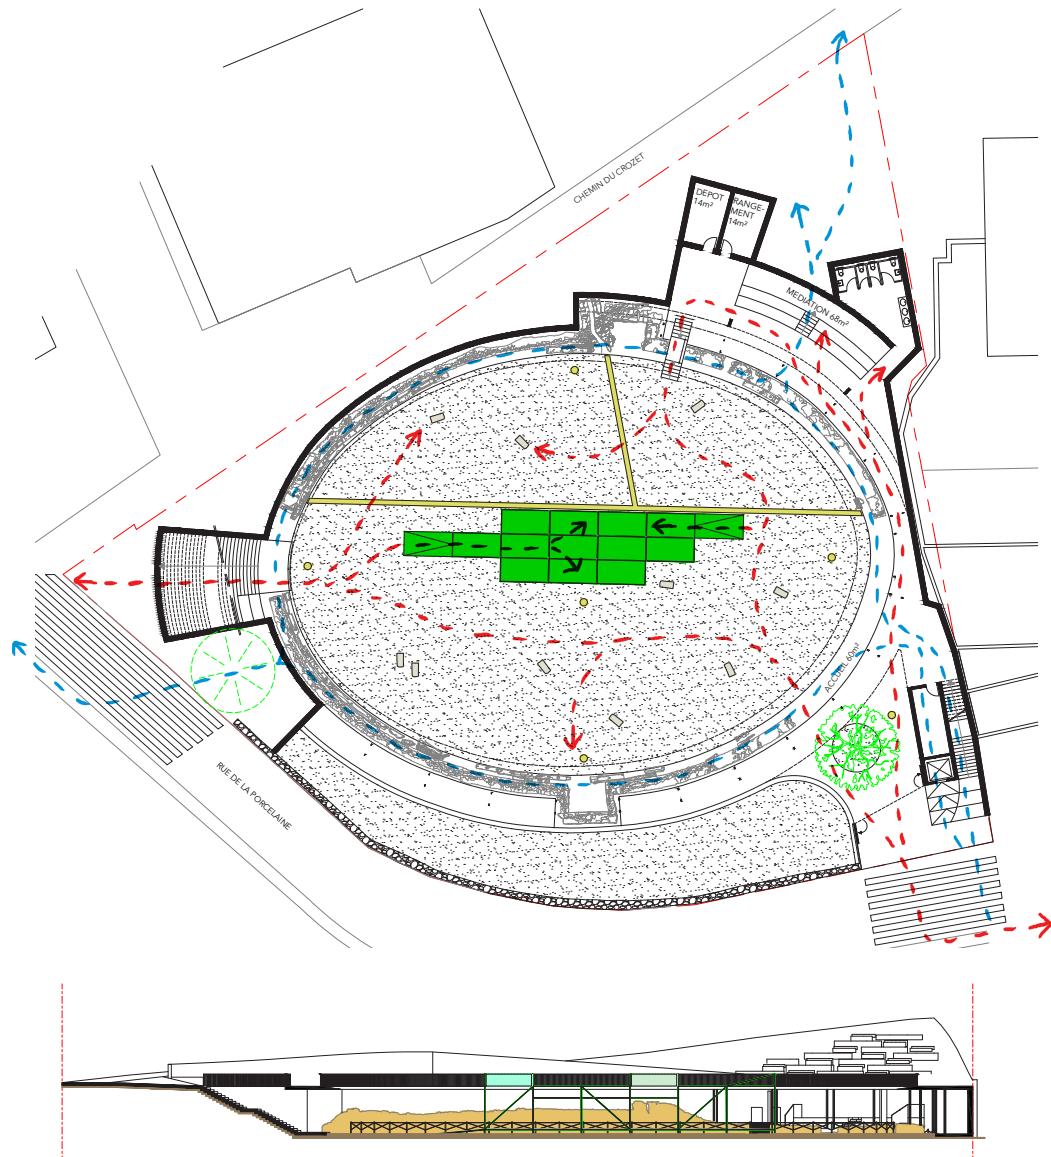 CHEMIN DU CROZET
DEPOT
14m²
RANGE-
MENT
14m²
MEDIATION 68m²
ACCUEIL 60m²
RUE DE LA PORCELAINE